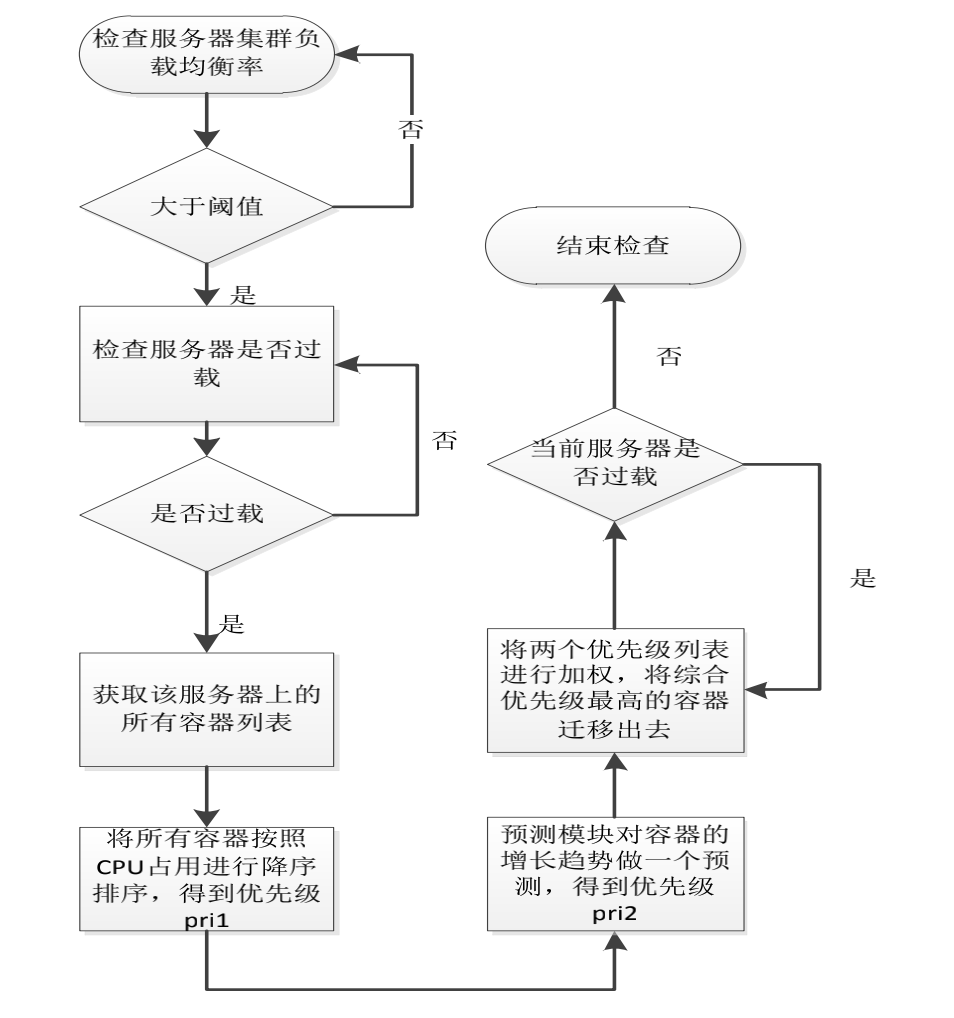 检查服务器集群负
载均衡率
否
大于阈值
是
检查服务器是否过
载
否
是否过载
是
获取该服务器上的
所有容器列表
将所有容器按照
CPU占用进行降序
排序，得到优先级
pri1
结束检查
否
当前服务器是
否过载
是
将两个优先级列表
进行加权，将综合
优先级最高的容器
迁移出去
预测模块对容器的
增长趋势做一个预
测，得到优先级
pri2